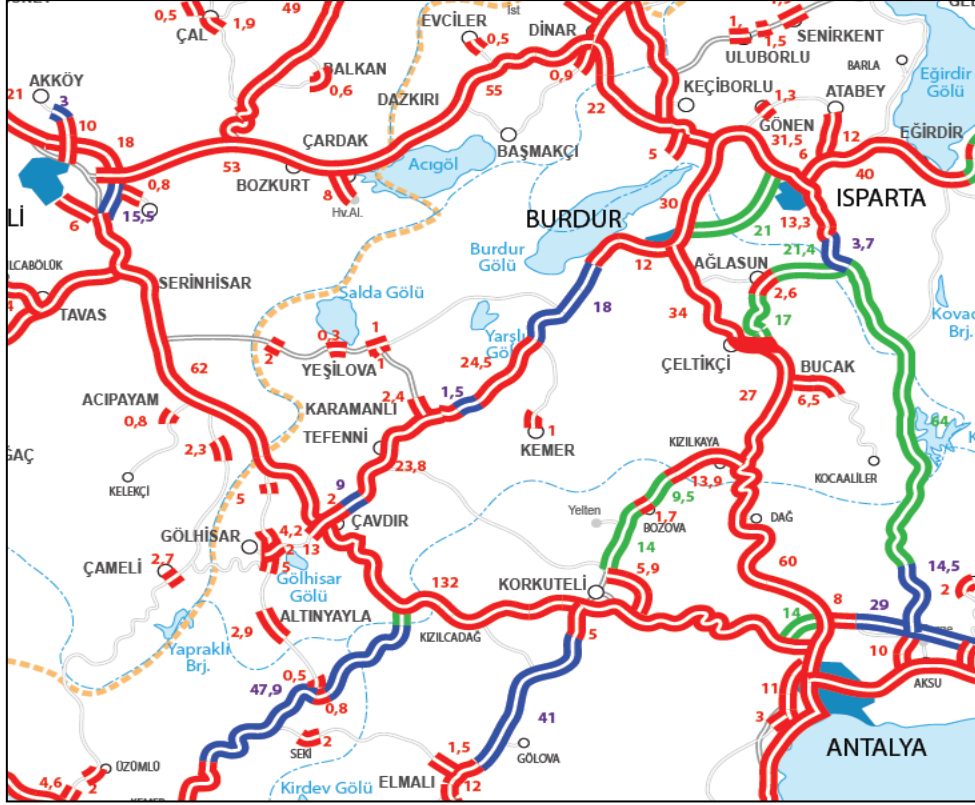 0,5
ÇAL
1,9
49
EVCİLER
0,5
İst
DİNAR
0,9
1,5
SENİRKENT
ULUBORLU
BARLA
Eğirdir
Gölü
AKKÖY
21
3
10
18
BALKAN
0,6
DAZKIRI
55
22
KEÇİBORLU
1,3
ATABEY
GÖNEN
31,5
6
12
EĞİRDİR
40
53
ÇARDAK
BOZKURT
8
Hv.Al.
Acıgöl
BAŞMAKÇI
5
0,8
15,5
6
Lİ
BURDUR
30
21
ISPARTA
13,3
3,7
21,4
Burdur
Gölü
12
AĞLASUN
2,6
17
SERİNHİSAR
TAVAS
4
Salda Gölü
18
34
Kovac
Brj.
Yarışlı
Gölü
0,3
1
2
YEŞİLOVA
1
24,5
ÇELTİKÇİ
BUCAK
6,5
27
62
ACIPAYAM
0,8
KARAMANLI
2,4
1,5
TEFENNİ
23,8
KEMER
1
64
2,3
KELEKÇİ
5
KIZILKAYA
13,9
9,5
KOCAALİLER
9
2
ÇAVDIR
Yelten
1,7
BOZOVA
DAĞ
GÖLHİSAR
4,2
2
13
5
14
ÇAMELİ
2,7
Gölhisar
Gölü
132
KORKUTELİ
5,9
60
14,5
2
ALTINYAYLA
2,9
KIZILCADAĞ
5
14
8
29
Yapraklı
Brj.
10
AKSU
47,9
0,5
0,8
41
11
3
SEKİ
2
GÖLOVA
ANTALYA
ÜZÜMLÜ
4,6
2
Kirdev Gölü
ELMALI
1,5
12